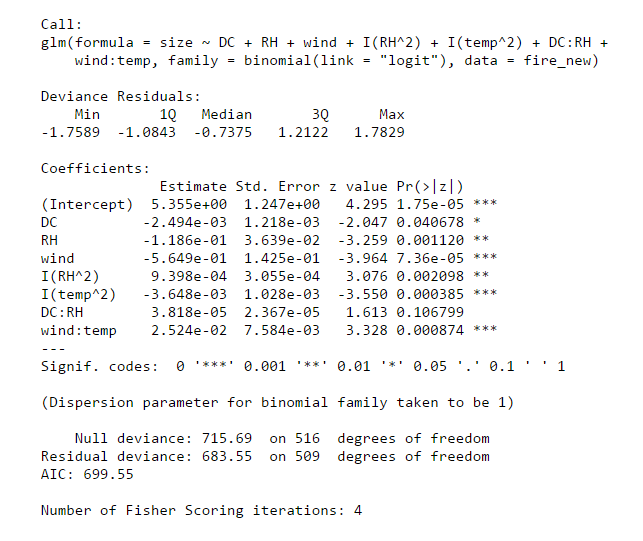 Call:
glm(formula = size ~ DC + RH + wind + I(RH^2) + I(temp^2) + DC:RH +
    wind:temp, family = binomial(link = "logit"), data = fire_new)

Deviance Residuals:
    Min       1Q   Median       3Q      Max
-1.7589  -1.0843  -0.7375   1.2122   1.7829

Coefficients:
              Estimate Std. Error z value Pr(>|z|)
(Intercept)  5.355e+00  1.247e+00   4.295 1.75e-05 ***
DC          -2.494e-03  1.218e-03  -2.047 0.040678 *
RH          -1.186e-01  3.639e-02  -3.259 0.001120 **
wind        -5.649e-01  1.425e-01  -3.964 7.36e-05 ***
I(RH^2)      9.398e-04  3.055e-04   3.076 0.002098 **
I(temp^2)   -3.648e-03  1.028e-03  -3.550 0.000385 ***
DC:RH        3.818e-05  2.367e-05   1.613 0.106799
wind:temp    2.524e-02  7.584e-03   3.328 0.000874 ***
---
Signif. codes:  0 '***' 0.001 '**' 0.01 '*' 0.05 '.' 0.1 ' ' 1

(Dispersion parameter for binomial family taken to be 1)

    Null deviance: 715.69  on 516  degrees of freedom
Residual deviance: 683.55  on 509  degrees of freedom
AIC: 699.55

Number of Fisher Scoring iterations: 4